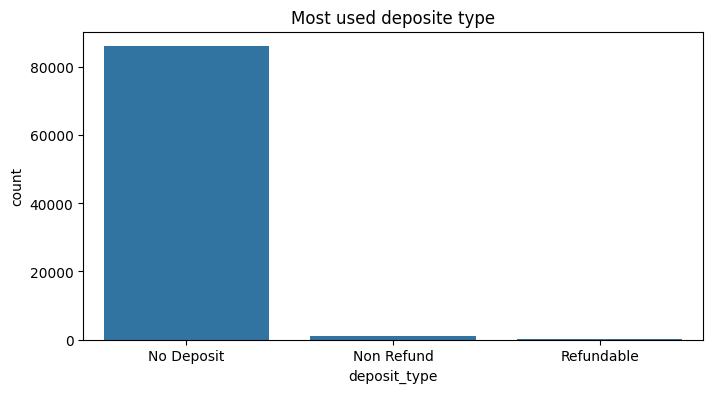 Most used deposite type
80000
60000
40000
20000
0
count
No Deposit Non Refund Refundable
deposit_type